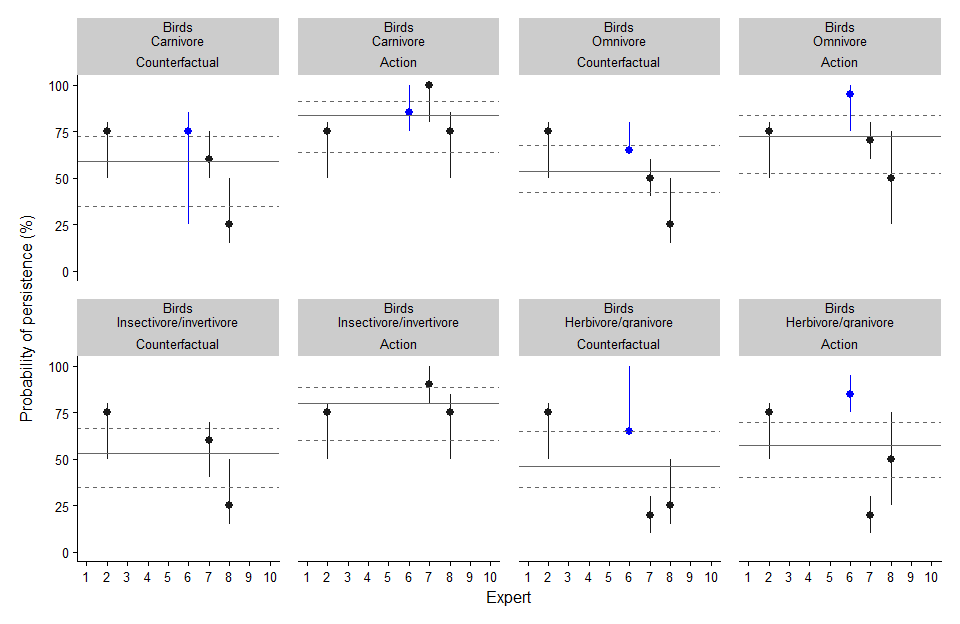 Birds
Carnivore
Counterfactual
Birds
Carnivore
Action
Birds
Omnivore
Counterfactual
Birds
Omnivore
Action
100
75
50
25
0
Birds
Insectivore/invertivore
Counterfactual
Birds
Insectivore/invertivore
Action
Birds
Herbivore/granivore
Counterfactual
Birds
Herbivore/granivore
Action
100
75
50
25
0
1 2 3 4 5 6 7 8 9 10
1 2 3 4 5 6 7 8 9 10
1 2 3 4 5 6 7 8 9 10
1 2 3 4 5 6 7 8 9 10
Expert
Probability of persistence (%)